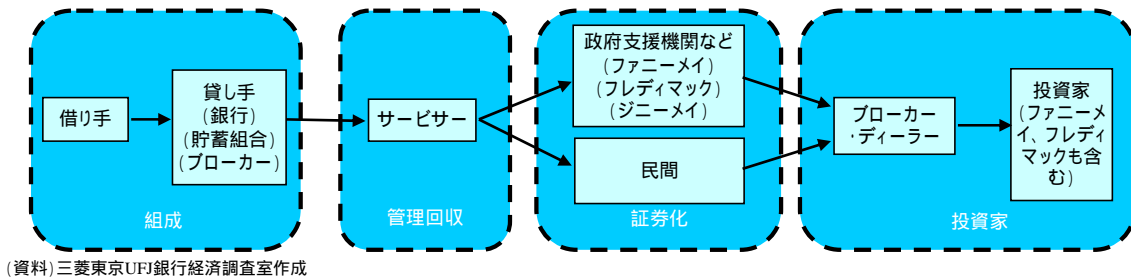 借り手
貸し手
(銀行)
(貯蓄組合)
(ブローカー)
組成
サービサー
管理回収
政府支援機関など
(ファニーメイ)
(フレディマック)
(ジニーメイ)
民間
証券化
ブローカー
・ディーラー
投資家
(ファニーメ
イ、フレディ
マックも含
む)
投資家
(資料)三菱東京UFJ銀行経済調査室作成